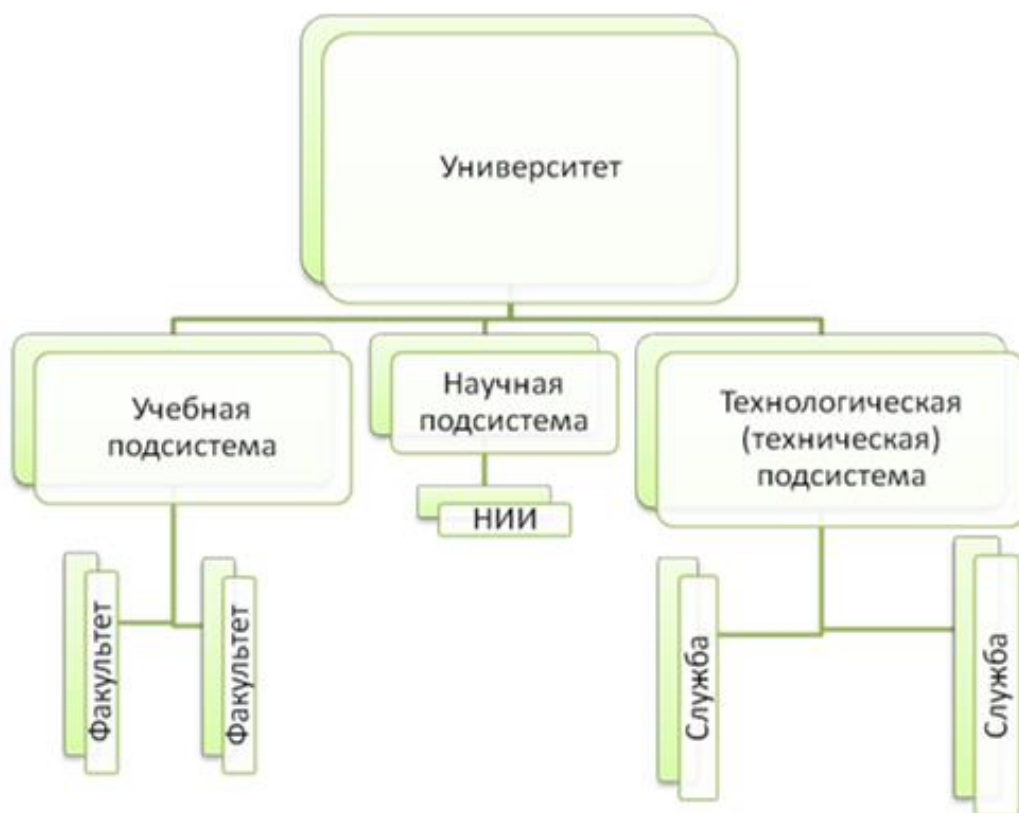 Университет
Учебная
подсистема
Научная
подсистема
Технологическая
(техническая)
подсистема
НИИ
Факультет
Факультет
Служба
Служба